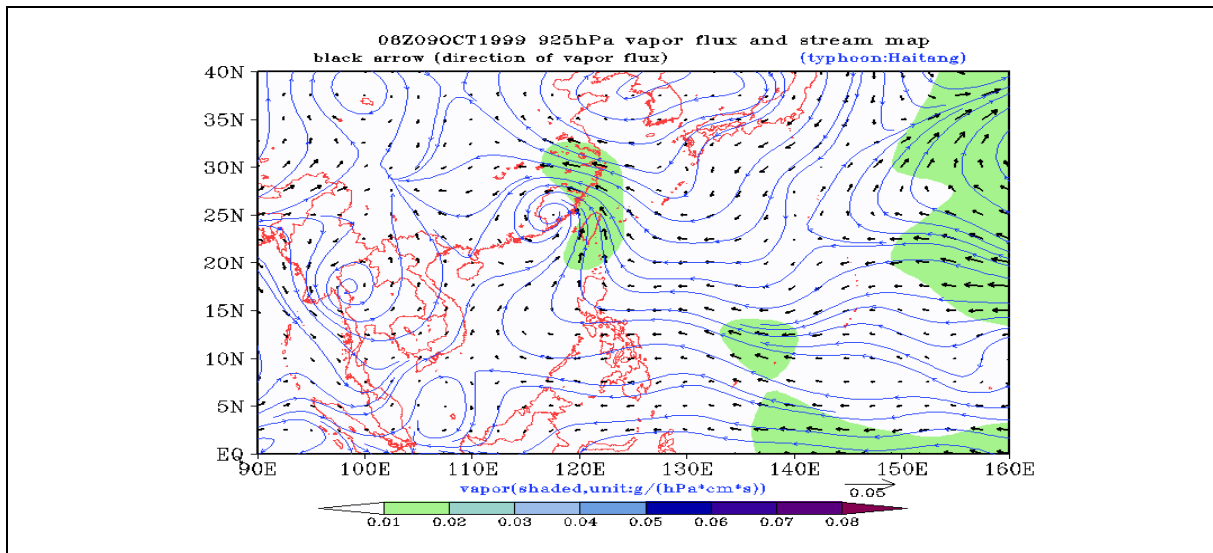 08Z09OCT1999 925hPa vapor flux and stream map
black arrow (direction of vapor flux) (typhoon:Haitang)
40N
35N
30N
25N
20N
15N
10N
5N
EQ
90E 100E 110E 120E 130E 140E 150E 160E
vapor(shaded,unit:g/(hPa*cm*s))
0.05
0.01 0.02 0.03 0.04 0.05 0.06 0.07 0.08